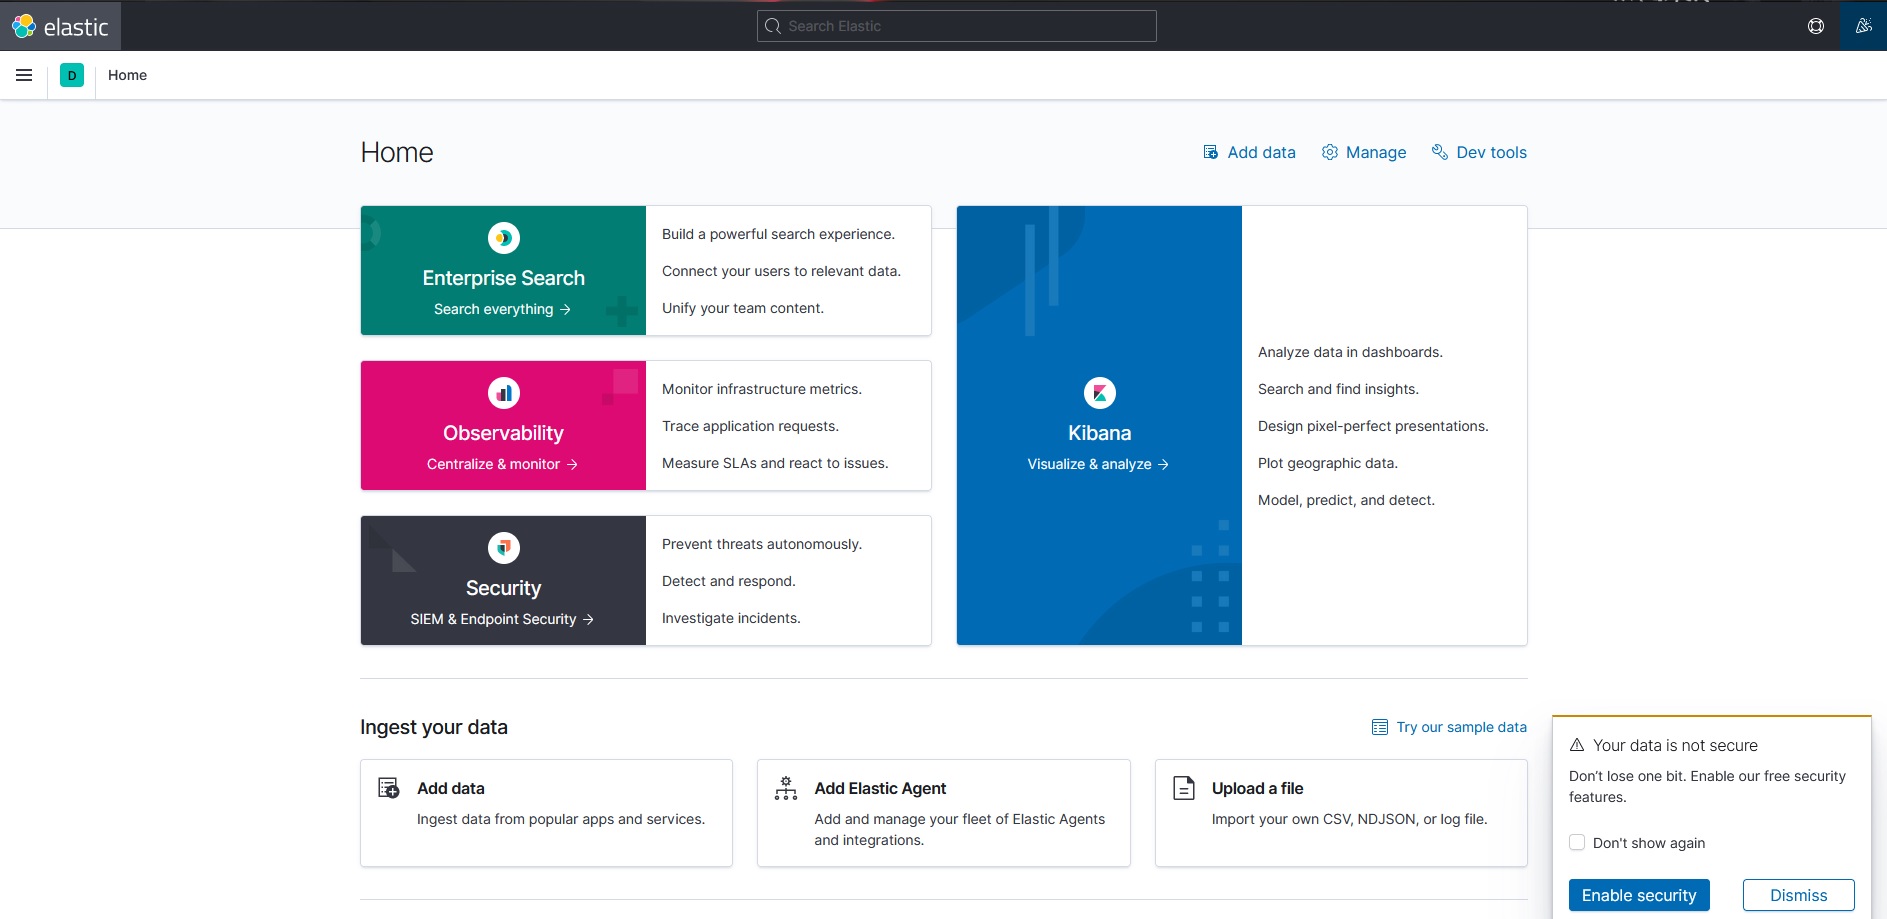 elastic
Search Elastic
D
Home
Home
Add data
Manage
Dev tools
Enterprise Search
Search everything →
Build a powerful search experience.
Connect your users to relevant data.
Unify your team content.
Observability
Centralize & monitor →
Monitor infrastructure metrics.
Trace application requests.
Measure SLAs and react to issues.
Security
SIEM & Endpoint Security →
Prevent threats autonomously.
Detect and respond.
Investigate incidents.
Kibana
Visualize & analyze →
Analyze data in dashboards.
Search and find insights.
Design pixel-perfect presentations.
Plot geographic data.
Model, predict, and detect.
Ingest your data
Try our sample data
Add data
Ingest data from popular apps and services.
Add Elastic Agent
Add and manage your fleet of Elastic Agents
and integrations.
Upload a file
Import your own CSV, NDJSON, or log file.
Your data is not secure
Don't lose one bit. Enable our free security
features.
Don't show again
Enable security
Dismiss